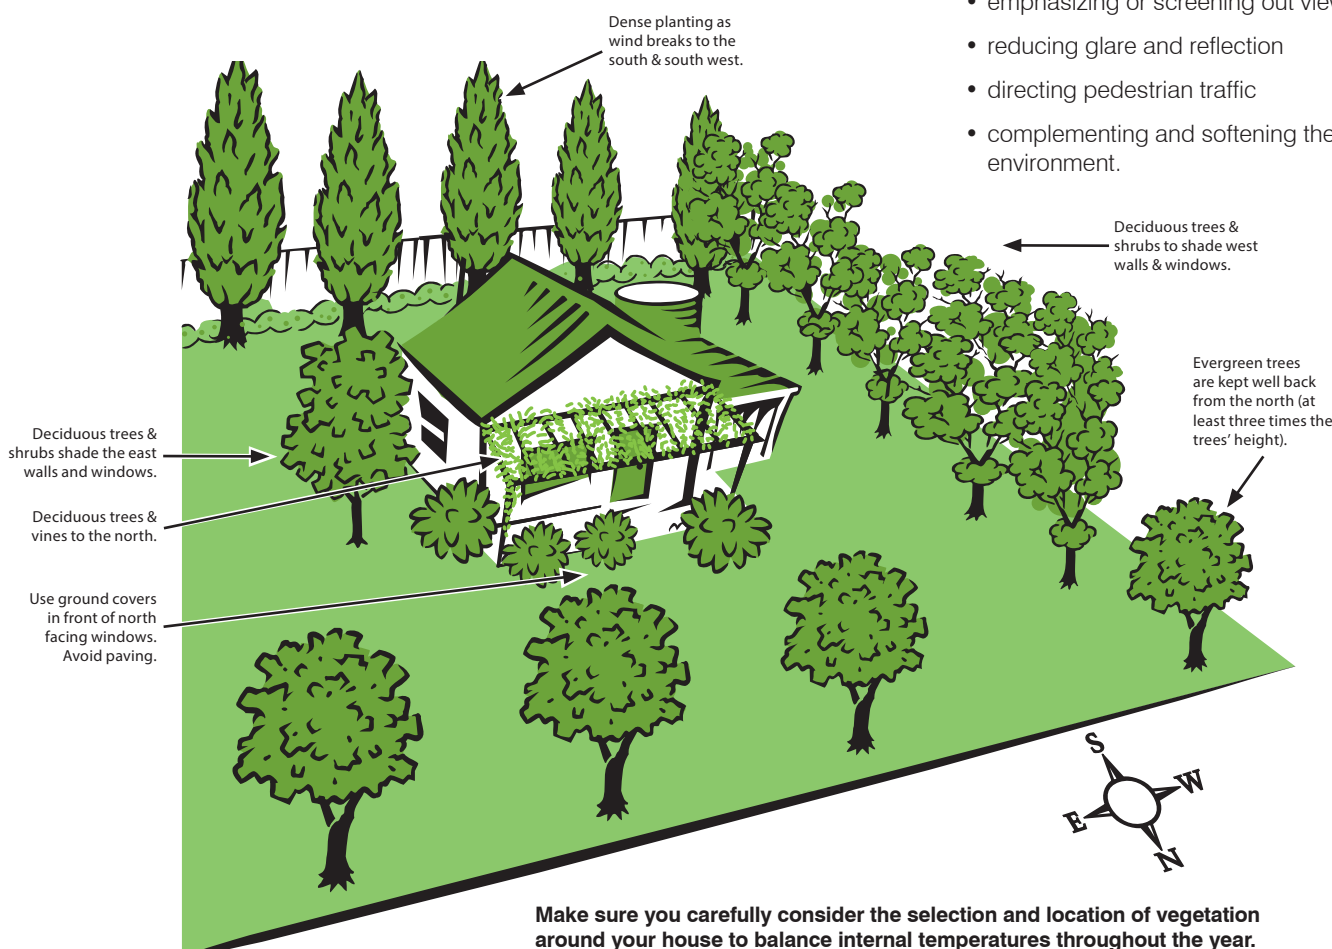 • emphasizing or screening out
• reducing glare and reflection
• directing pedestrian traffic
• complementing and softening the
environment.
Dense planting as
wind breaks to the
south & south west.
Deciduous trees &
shrubs to shade west
walls & windows.
Evergreen trees
are kept well back
from the north (at
least three times the
trees' height).
Deciduous trees &
shrubs shade the east
walls and windows.
Deciduous trees &
vines to the north.
Use ground covers
in front of north
facing windows.
Avoid paving.
S
W
E
N
Make sure you carefully consider the selection and location of vegetation
around your house to balance internal temperatures throughout the year.